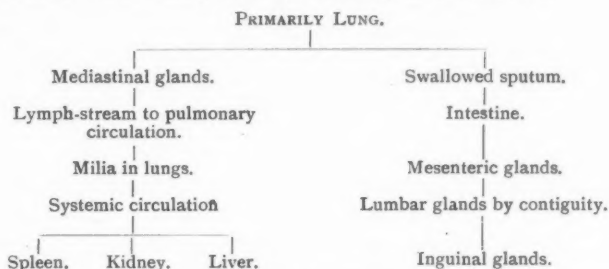 PRIMARILY LUNG.
Mediastinal glands.
Swallowed sputum.
Lymph-stream to pulmonary
circulation.
Intestine.
Milia in lungs.
Mesenteric glands.
Systemic circulation
Lumbar glands by contiguity.
Spleen. Kidney. Liver.
Inguinal glands.